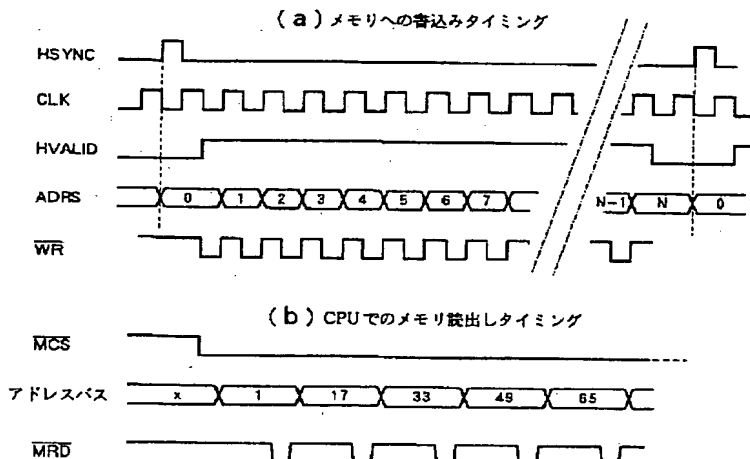 (a) メモリへの書込みタイミング
HSYNC
CLK
HVALID
ADRS 0 1 2 3 4 5 6 7 N-1 N 0
WR
(b) CPUでのメモリ読出しタイミング
MCS
アドレスバス x 1 17 33 49 65
MRD